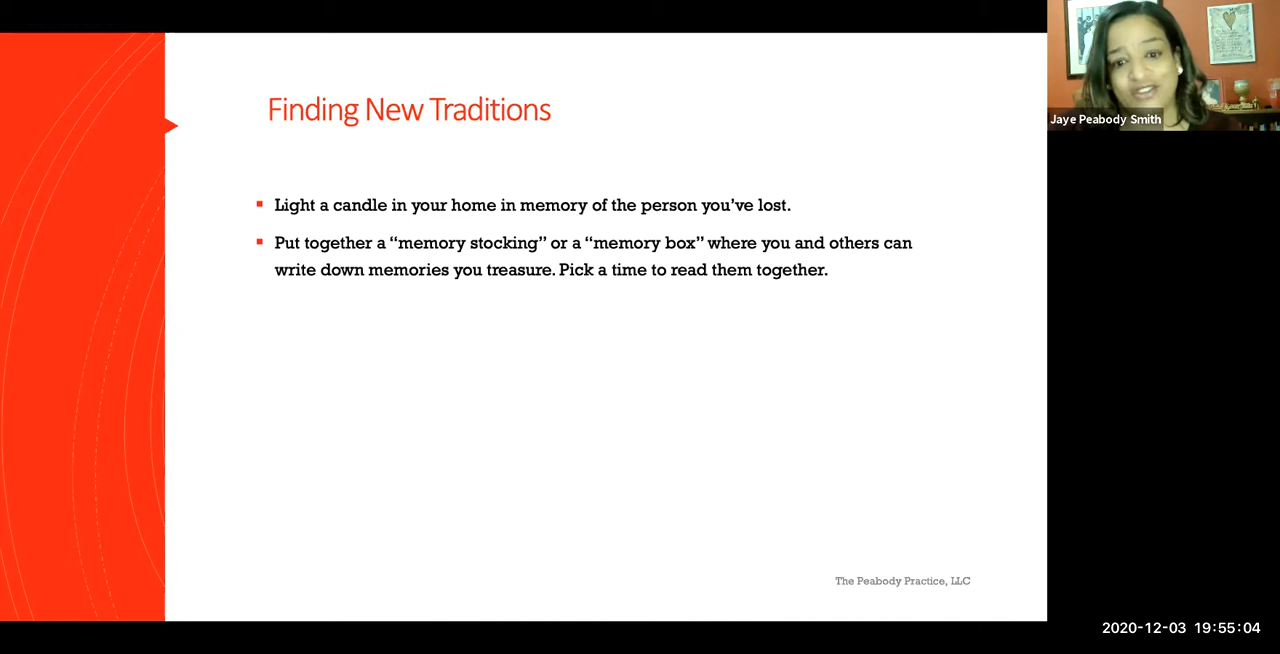 Finding New Traditions
Light a candle in your home in memory of the person you’ve lost.
Put together a “memory stocking” or a “memory box” where you and others can
write down memories you treasure. Pick a time to read them together.
The Peabody Practice, LLC
Jaye Peabody Smith
2020-12-03 19:55:04